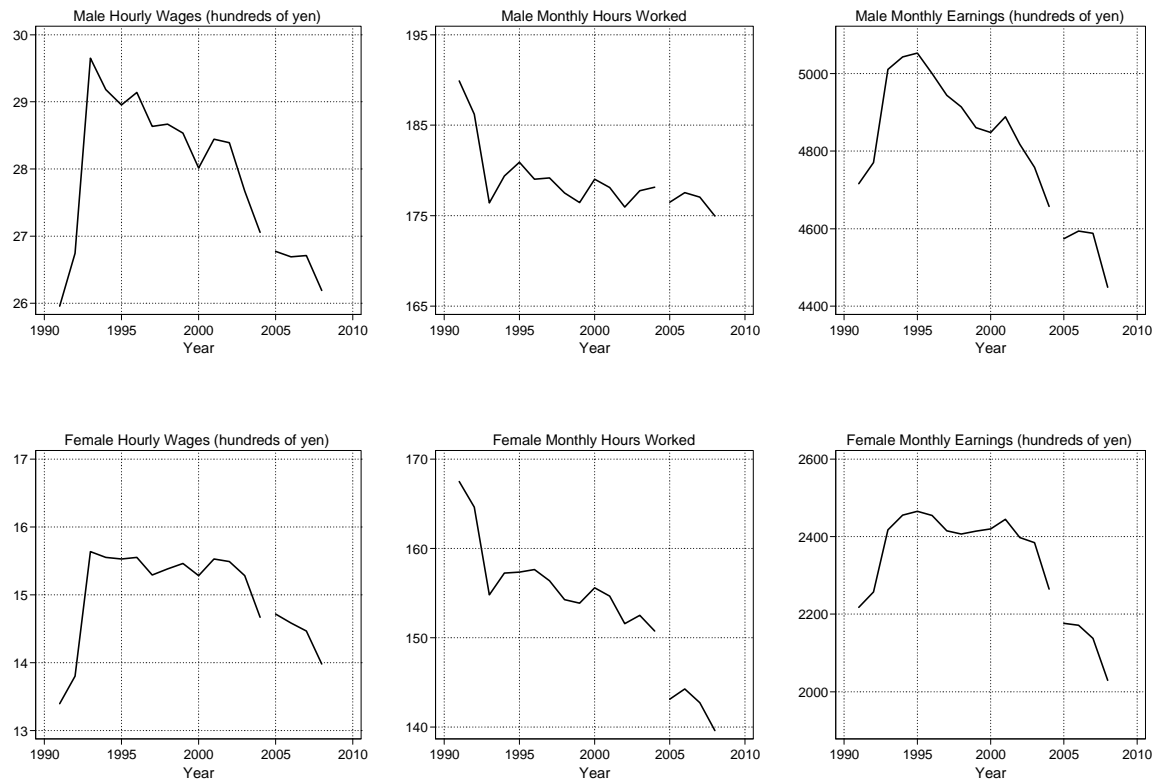 Male Hourly Wages (hundreds of yen)
30
29
28
27
26
1990 1995 2000 2005 2010
Year
Male Monthly Hours Worked
195
185
175
165
1990 1995 2000 2005 2010
Year
Male Monthly Earnings (hundreds of yen)
5000
4800
4600
4400
1990 1995 2000 2005 2010
Year
Female Hourly Wages (hundreds of yen)
17
16
15
14
13
1990 1995 2000 2005 2010
Year
Female Monthly Hours Worked
170
160
150
140
1990 1995 2000 2005 2010
Year
Female Monthly Earnings (hundreds of yen)
2600
2400
2200
2000
1990 1995 2000 2005 2010
Year